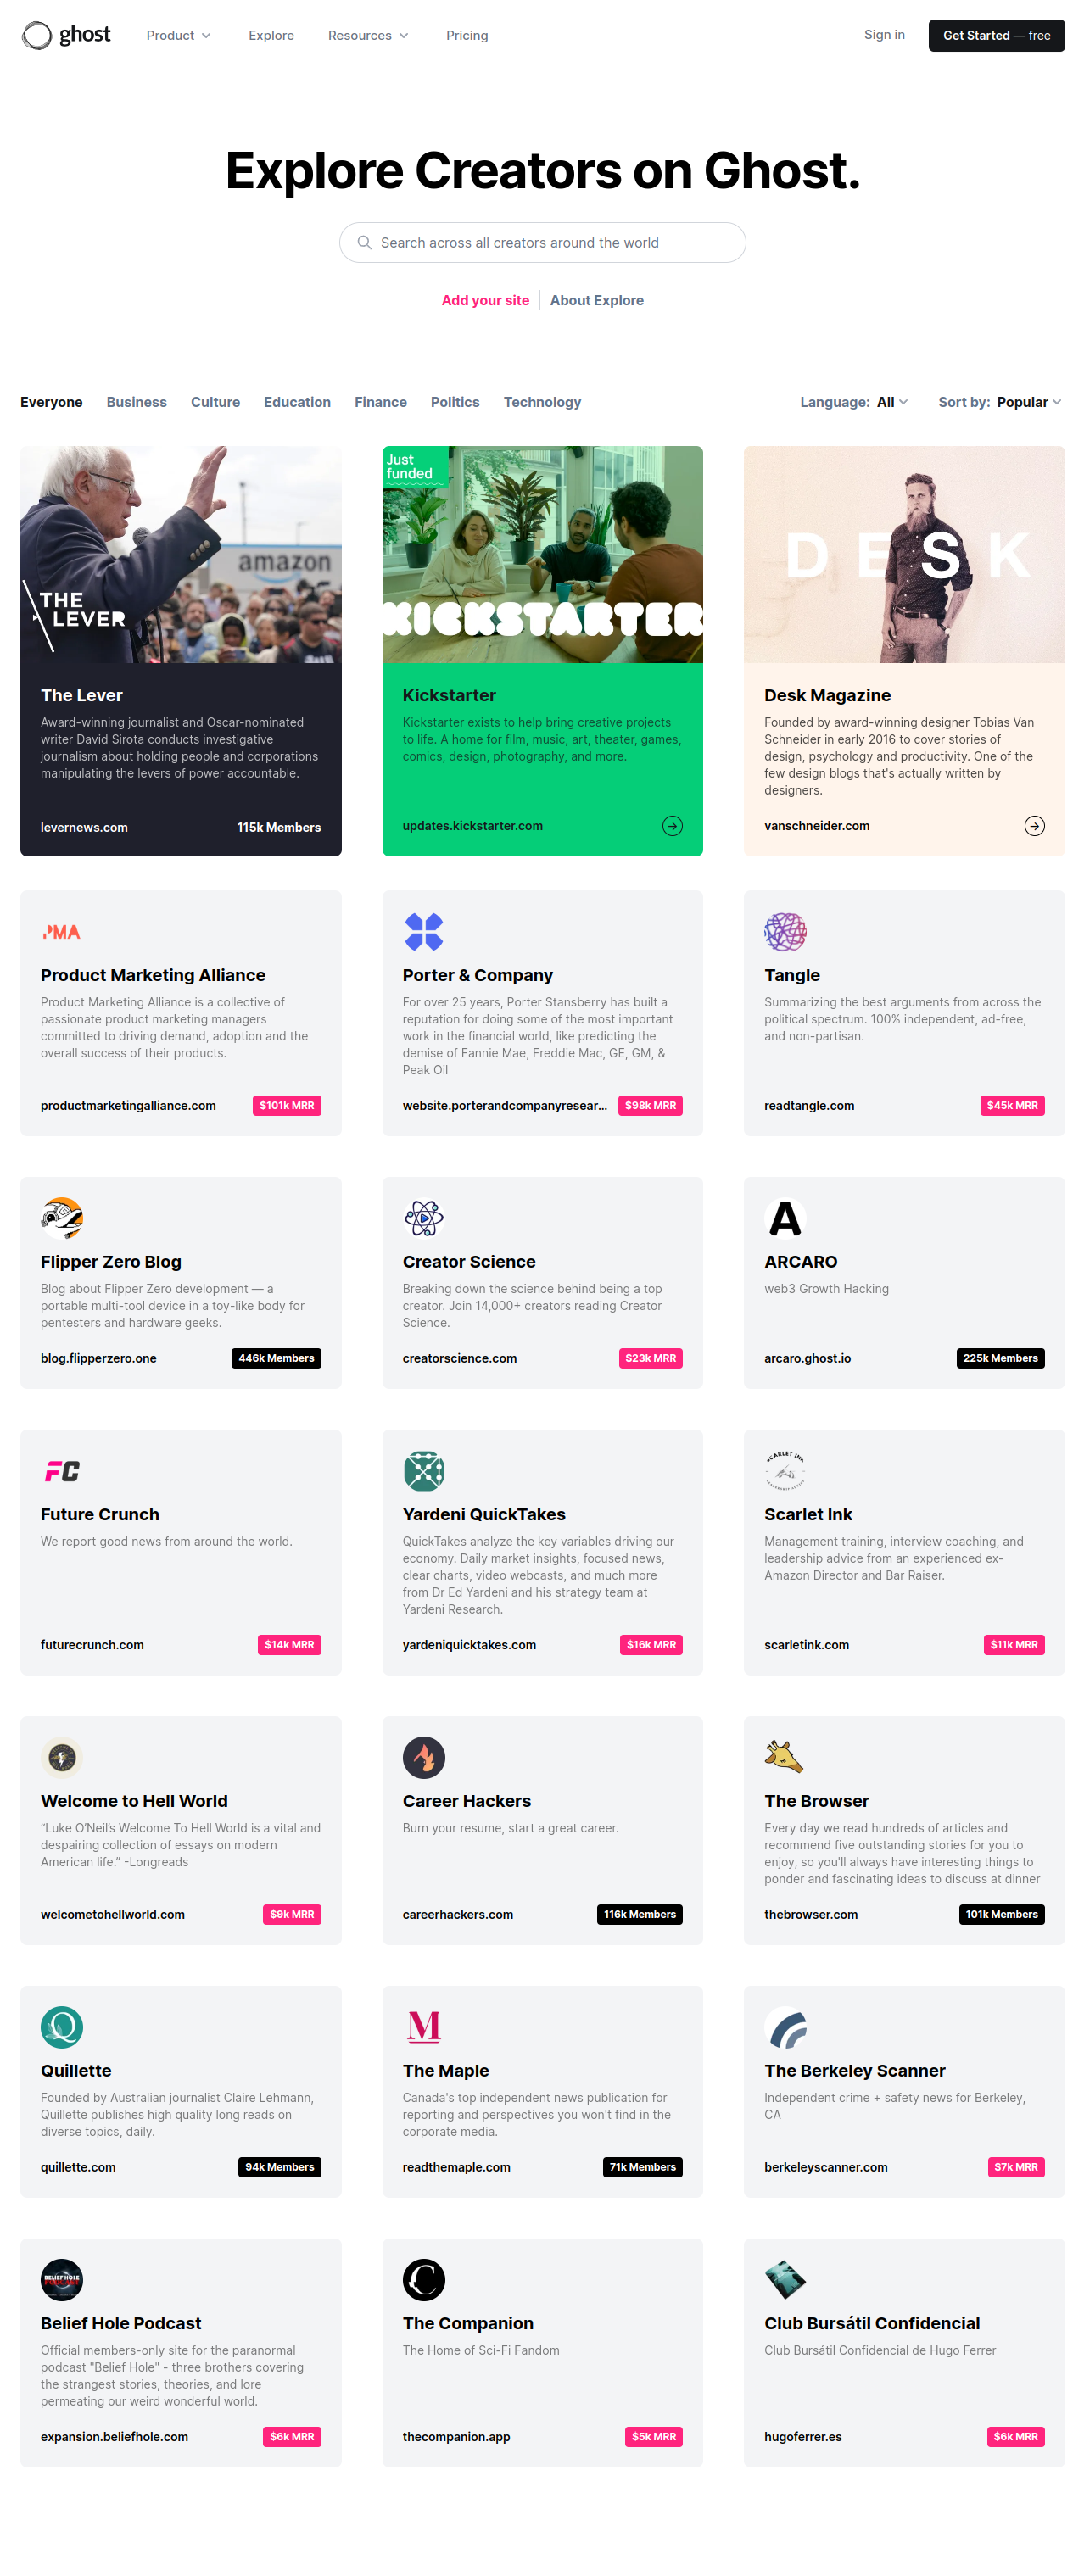 ghost
Product
Explore
Resources
Pricing
Sign in
Get Started — free
Explore Creators on Ghost.
Search across all creators around the world
Add your site
About Explore
Everyone
Business
Culture
Education
Finance
Politics
Technology
Language: All
Sort by: Popular
amazon
THE
LEVER
The Lever
Award-winning journalist and Oscar-nominated
writer David Sirota conducts investigative
journalism about holding people and corporations
manipulating the levers of power accountable.
levernews.com
115k Members
Just
funded
KICKSTARTER
Kickstarter
Kickstarter exists to help bring creative projects
to life. A home for film, music, art, theater, games,
comics, design, photography, and more.
updates.kickstarter.com
DESK
Desk Magazine
Founded by award-winning designer Tobias Van
Schneider in early 2016 to cover stories of
design, psychology and productivity. One of the
few design blogs that's actually written by
designers.
vanschneider.com
PMA
Product Marketing Alliance
Product Marketing Alliance is a collective of
passionate product marketing managers
committed to driving demand, adoption and the
overall success of their products.
productmarketingalliance.com
$101k MRR
Porter & Company
For over 25 years, Porter Stansberry has built a
reputation for doing some of the most important
work in the financial world, like predicting the
demise of Fannie Mae, Freddie Mac, GE, GM, &
Peak Oil
website.porterandcompanyresear...
$98k MRR
Tangle
Summarizing the best arguments from across the
political spectrum. 100% independent, ad-free,
and non-partisan.
readtangle.com
$45k MRR
Flipper Zero Blog
Blog about Flipper Zero development — a
portable multi-tool device in a toy-like body for
pentesters and hardware geeks.
blog.flipperzero.one
446k Members
Creator Science
Breaking down the science behind being a top
creator. Join 14,000+ creators reading Creator
Science.
creatorscience.com
$23k MRR
A
ARCARO
web3 Growth Hacking
arcaro.ghost.io
225k Members
FC
Future Crunch
We report good news from around the world.
futurecrunch.com
$14k MRR
Yardeni QuickTakes
QuickTakes analyze the key variables driving our
economy. Daily market insights, focused news,
clear charts, video webcasts, and much more
from Dr Ed Yardeni and his strategy team at
Yardeni Research.
yardeniquicktakes.com
$16k MRR
SCARLET INK
Scarlet Ink
Management training, interview coaching, and
leadership advice from an experienced ex-
Amazon Director and Bar Raiser.
scarletink.com
$11k MRR
Welcome to Hell World
“Luke O’Neil’s Welcome To Hell World is a vital and
despairing collection of essays on modern
American life.” -Longreads
welcometohellworld.com
$9k MRR
Career Hackers
Burn your resume, start a great career.
careerhackers.com
116k Members
The Browser
Every day we read hundreds of articles and
recommend five outstanding stories for you to
enjoy, so you'll always have interesting things to
ponder and fascinating ideas to discuss at dinner
thebrowser.com
101k Members
Q
Quillette
Founded by Australian journalist Claire Lehmann,
Quillette publishes high quality long reads on
diverse topics, daily.
quillette.com
94k Members
M
The Maple
Canada's top independent news publication for
reporting and perspectives you won't find in the
corporate media.
readthemaple.com
71k Members
The Berkeley Scanner
Independent crime + safety news for Berkeley,
CA
berkeleyscanner.com
$7k MRR
BELIEF HOLE
PODCAST
Belief Hole Podcast
Official members-only site for the paranormal
podcast "Belief Hole" - three brothers covering
the strangest stories, theories, and lore
permeating our weird wonderful world.
expansion.beliefhole.com
$6k MRR
C
The Companion
The Home of Sci-Fi Fandom
thecompanion.app
$5k MRR
Club Bursátil Confidencial
Club Bursátil Confidencial de Hugo Ferrer
hugoferrer.es
$6k MRR